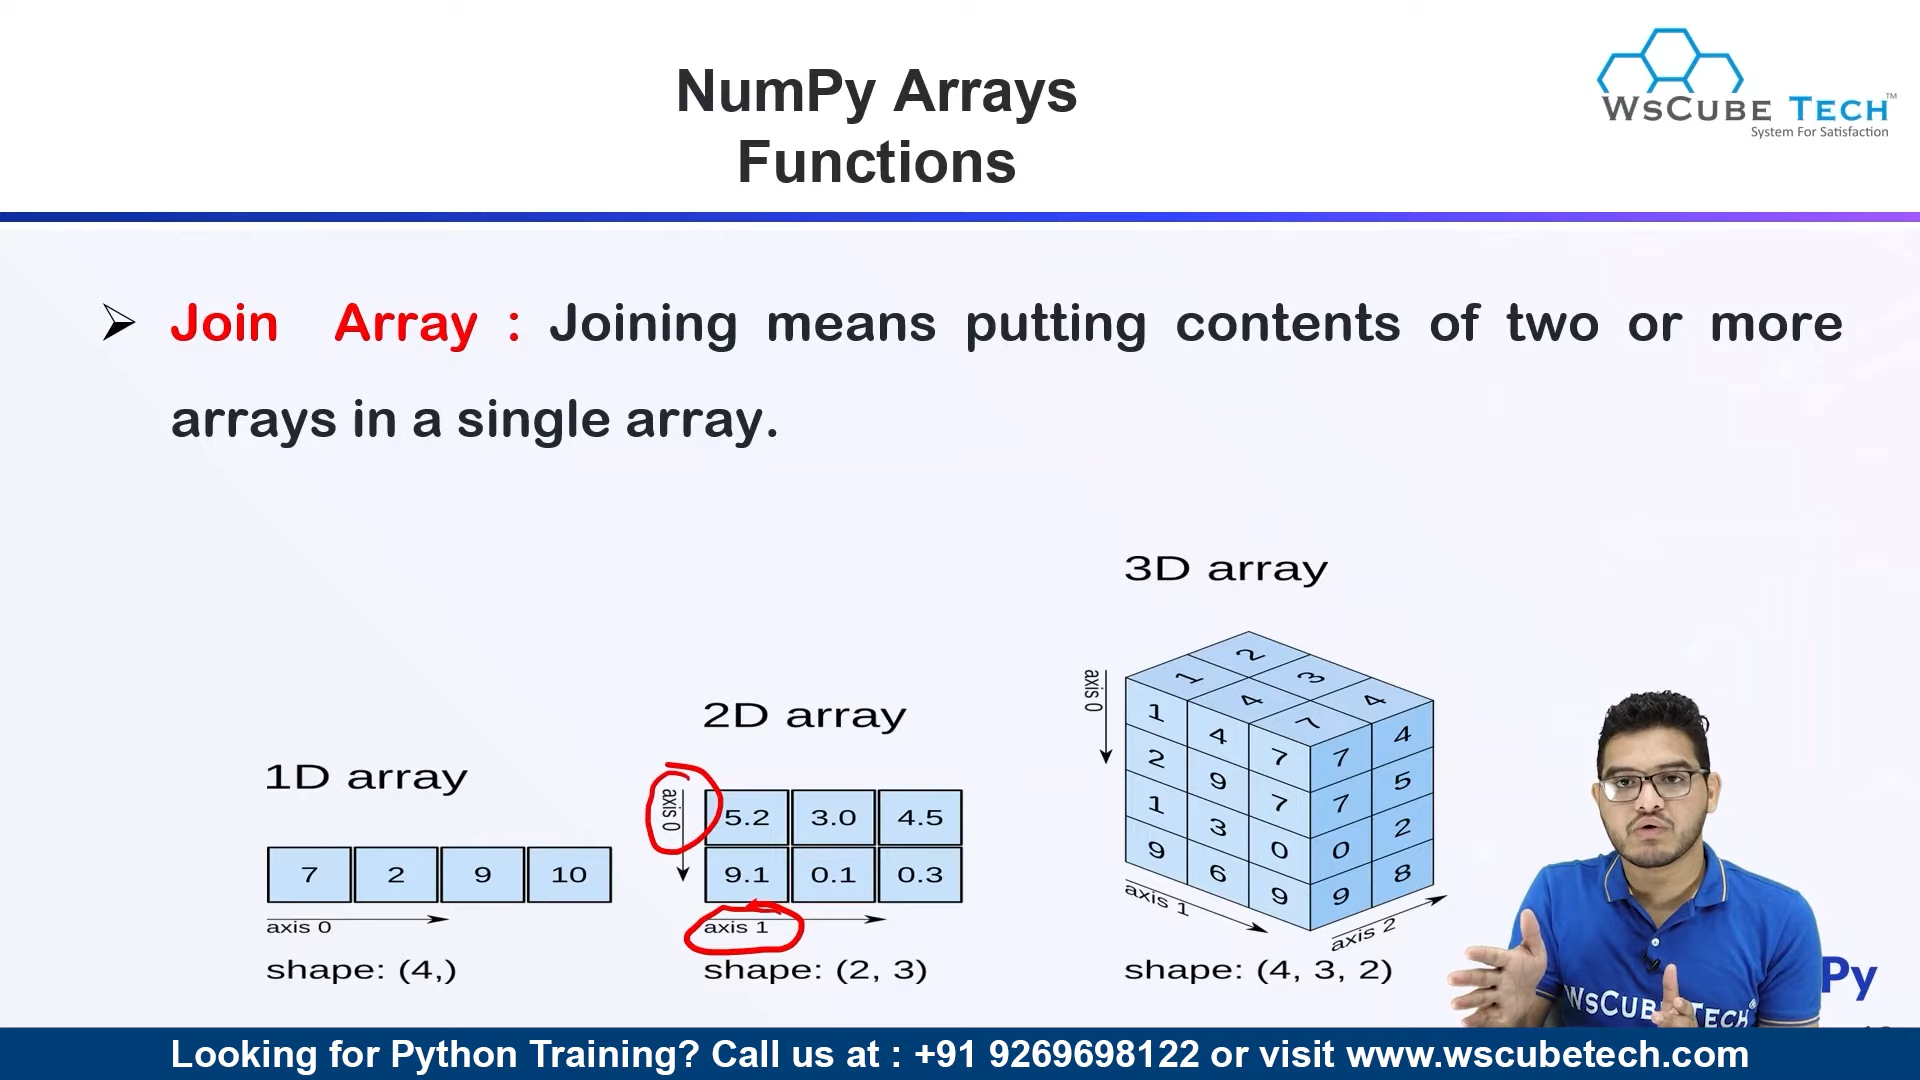 NumPy Arrays
Functions
WSCUBE TECH™
System For Satisfaction
➢ Join Array : Joining means putting contents of two or more
arrays in a single array.
3D array
2D array
1D array
axis 0
7 2 9 10
axis 0
shape: (4,)
axis 0
5.2 3.0 4.5
9.1 0.1 0.3
axis 1
shape: (2, 3)
2
1 3
4 4
7
1 4 7 7 4
2 9 7 7 5
1 3 0 0 2
9 6 9 9 8
axis 1
axis 2
shape: (4, 3, 2)
Py
WSCUBE TECH
Looking for Python Training? Call us at : +91 9269698122 or visit www.wscubetech.com